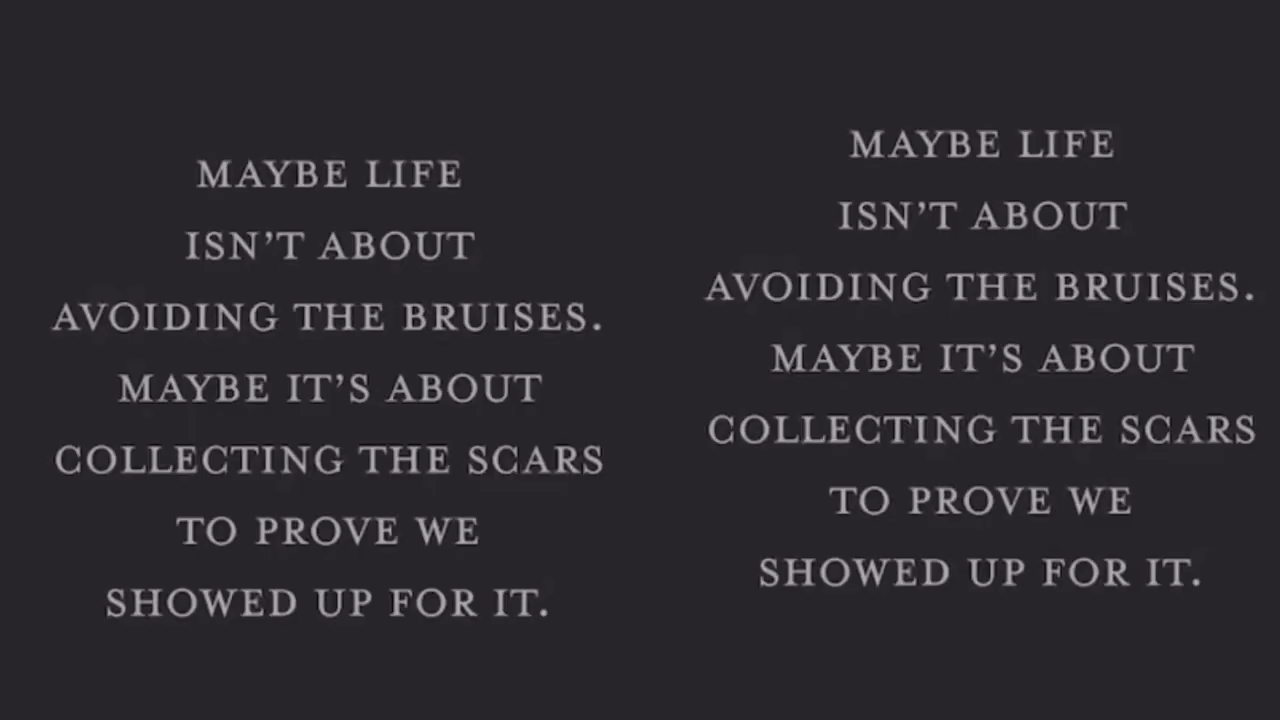 MAYBE LIFE
ISN’T ABOUT
AVOIDING THE BRUISES.
MAYBE IT’S ABOUT
COLLECTING THE SCARS
TO PROVE WE
SHOWED UP FOR IT.
MAYBE LIFE
ISN’T ABOUT
AVOIDING THE BRUISES.
MAYBE IT’S ABOUT
COLLECTING THE SCARS
TO PROVE WE
SHOWED UP FOR IT.